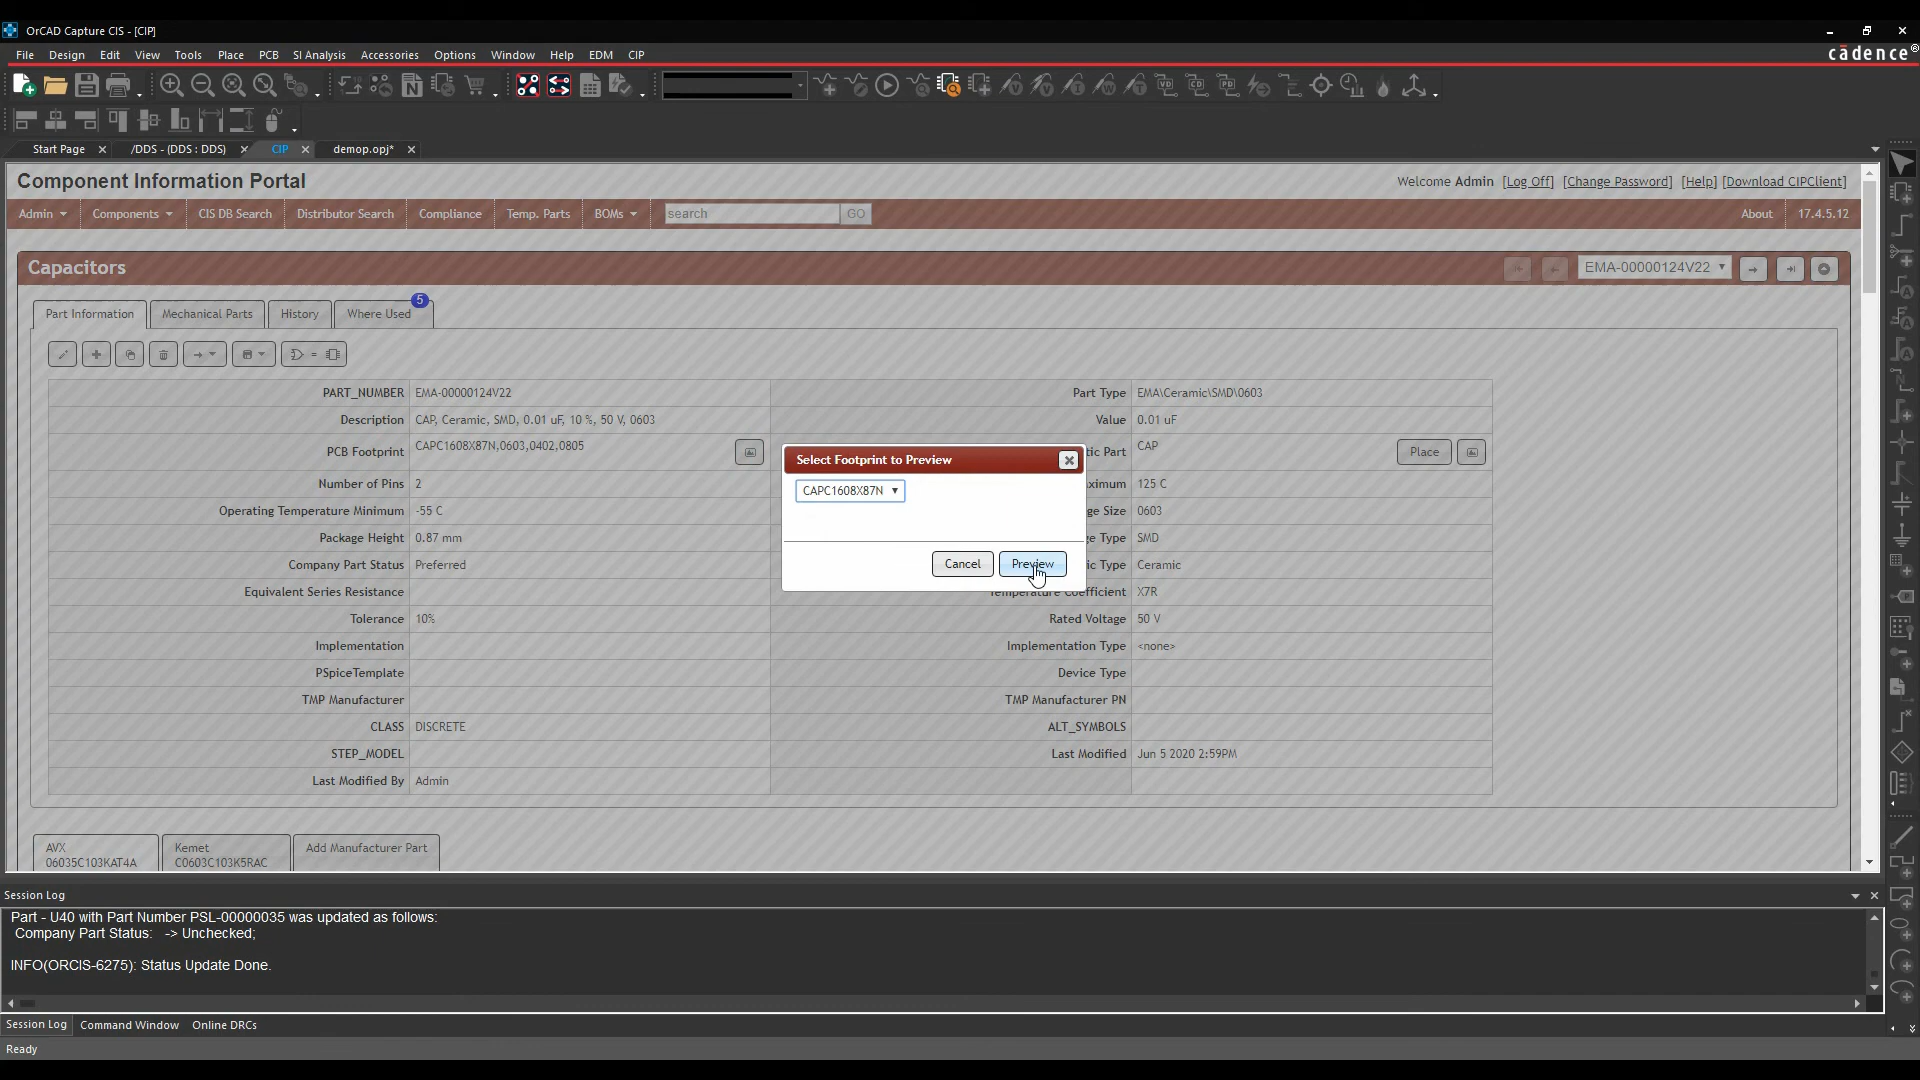 OrCAD Capture CIS - [CIP]
File Design Edit View Tools Place PCB SI Analysis Accessories Options Window Help EDM CIP
cādence®
Start Page /DDS - (DDS : DDS) CIP demop.opj*
Component Information Portal
Welcome Admin [Log Off] [Change Password] [Help] [Download CIPClient]
Admin Components CIS DB Search Distributor Search Compliance Temp. Parts BOMs search GO About 17.4.5.12
Capacitors EMA-00000124V22
Part Information Mechanical Parts History Where Used 5
PART_NUMBER EMA-00000124V22 Part Type EMA\Ceramic\SMD\0603
Description CAP, Ceramic, SMD, 0.01 uF, 10 %, 50 V, 0603 Value 0.01 uF
PCB Footprint CAPC1608X87N,0603,0402,0805 tic Part CAP Place
Select Footprint to Preview
CAPC1608X87N
Cancel Preview
Number of Pins 2 ximum 125 C
Operating Temperature Minimum -55 C ge Size 0603
Package Height 0.87 mm ge Type SMD
Company Part Status Preferred ic Type Ceramic
Equivalent Series Resistance Temperature Coefficient X7R
Tolerance 10% Rated Voltage 50 V
Implementation Implementation Type <none>
PSpiceTemplate Device Type
TMP Manufacturer TMP Manufacturer PN
CLASS DISCRETE ALT_SYMBOLS
STEP_MODEL Last Modified Jun 5 2020 2:59PM
Last Modified By Admin
AVX Kemet Add Manufacturer Part
06035C103KAT4A C0603C103K5RAC
Session Log
Part - U40 with Part Number PSL-00000035 was updated as follows:
Company Part Status: -> Unchecked;
INFO(ORCIS-6275): Status Update Done.
Session Log Command Window Online DRCs
Ready